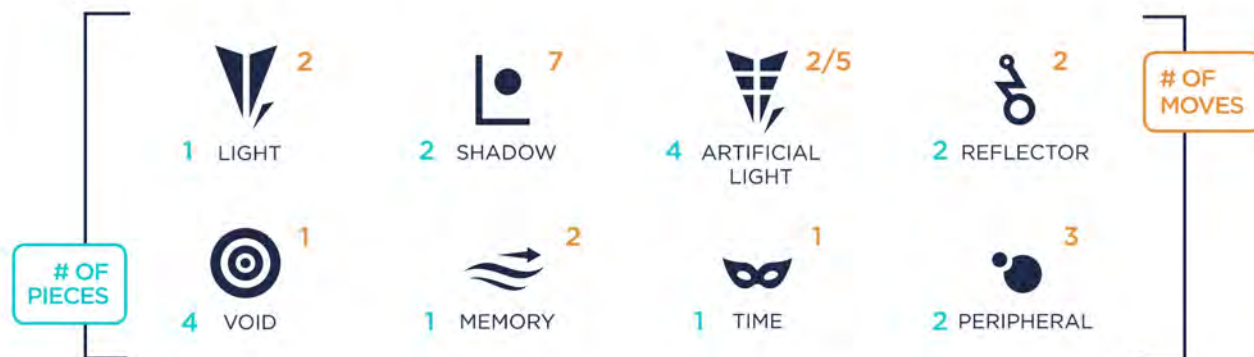 2
7
2/5
2
# OF
MOVES
1 LIGHT
2 SHADOW
4 ARTIFICIAL
LIGHT
2 REFLECTOR
1
2
1
3
# OF
PIECES
4 VOID
1 MEMORY
1 TIME
2 PERIPHERAL